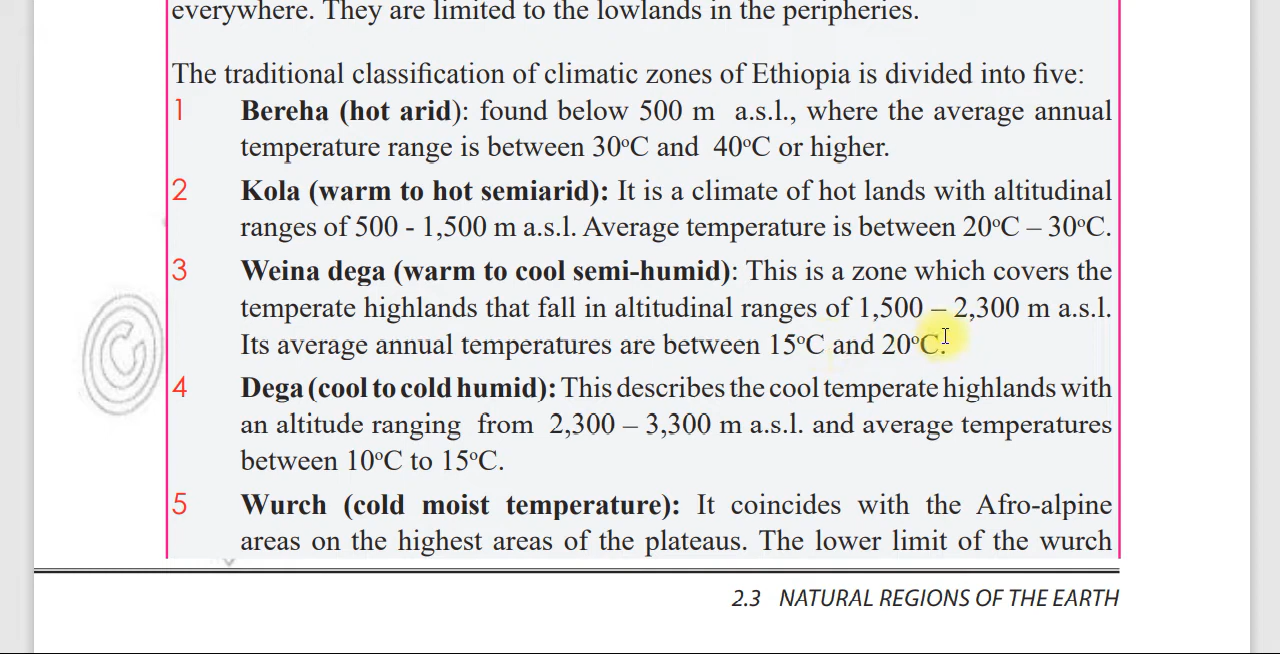 everywhere. They are limited to the lowlands in the peripheries.
The traditional classification of climatic zones of Ethiopia is divided into five:
1 Bereha (hot arid): found below 500 m a.s.l., where the average annual
temperature range is between 30°C and 40°C or higher.
2 Kola (warm to hot semiarid): It is a climate of hot lands with altitudinal
ranges of 500 - 1,500 m a.s.l. Average temperature is between 20°C – 30°C.
3 Weina dega (warm to cool semi-humid): This is a zone which covers the
temperate highlands that fall in altitudinal ranges of 1,500 – 2,300 m a.s.l.
Its average annual temperatures are between 15°C and 20°C.
4 Dega (cool to cold humid): This describes the cool temperate highlands with
an altitude ranging from 2,300 – 3,300 m a.s.l. and average temperatures
between 10°C to 15°C.
5 Wurch (cold moist temperature): It coincides with the Afro-alpine
areas on the highest areas of the plateaus. The lower limit of the wurch
2.3 NATURAL REGIONS OF THE EARTH